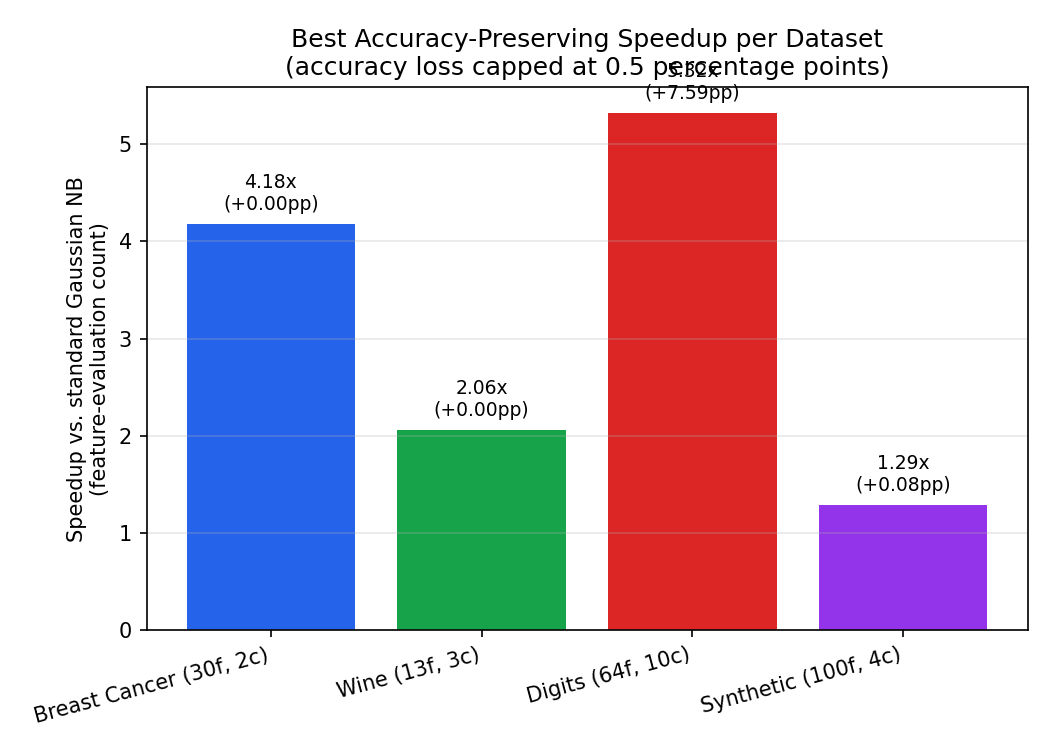 Best Accuracy-Preserving Speedup per Dataset
(accuracy loss capped at 0.5 percentage points)
5.32x
(+7.59pp)
4.18x
(+0.00pp)
2.06x
(+0.00pp)
1.29x
(+0.08pp)
Speedup vs. standard Gaussian NB
(feature-evaluation count)
5
4
3
2
1
0
Breast Cancer (30f, 2c)
Wine (13f, 3c)
Digits (64f, 10c)
Synthetic (100f, 4c)